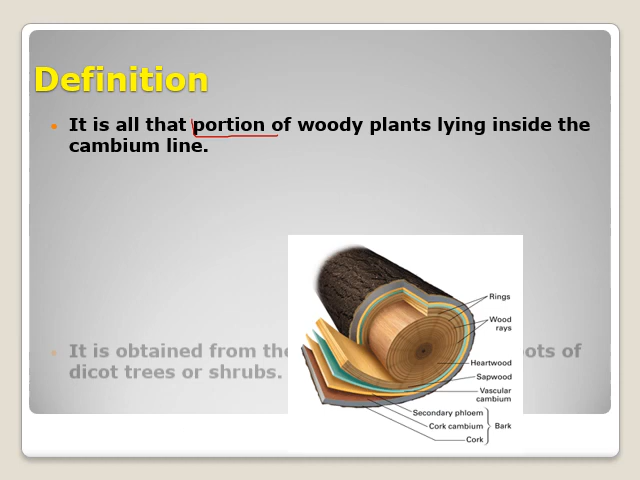 Definition
It is all that portion of woody plants lying inside the
cambium line.
Rings
Wood
rays
Heartwood
Sapwood
Vascular
cambium
Secondary phloem
Cork cambium
Bark
Cork
It is obtained from the
of
dicot trees or shrubs.